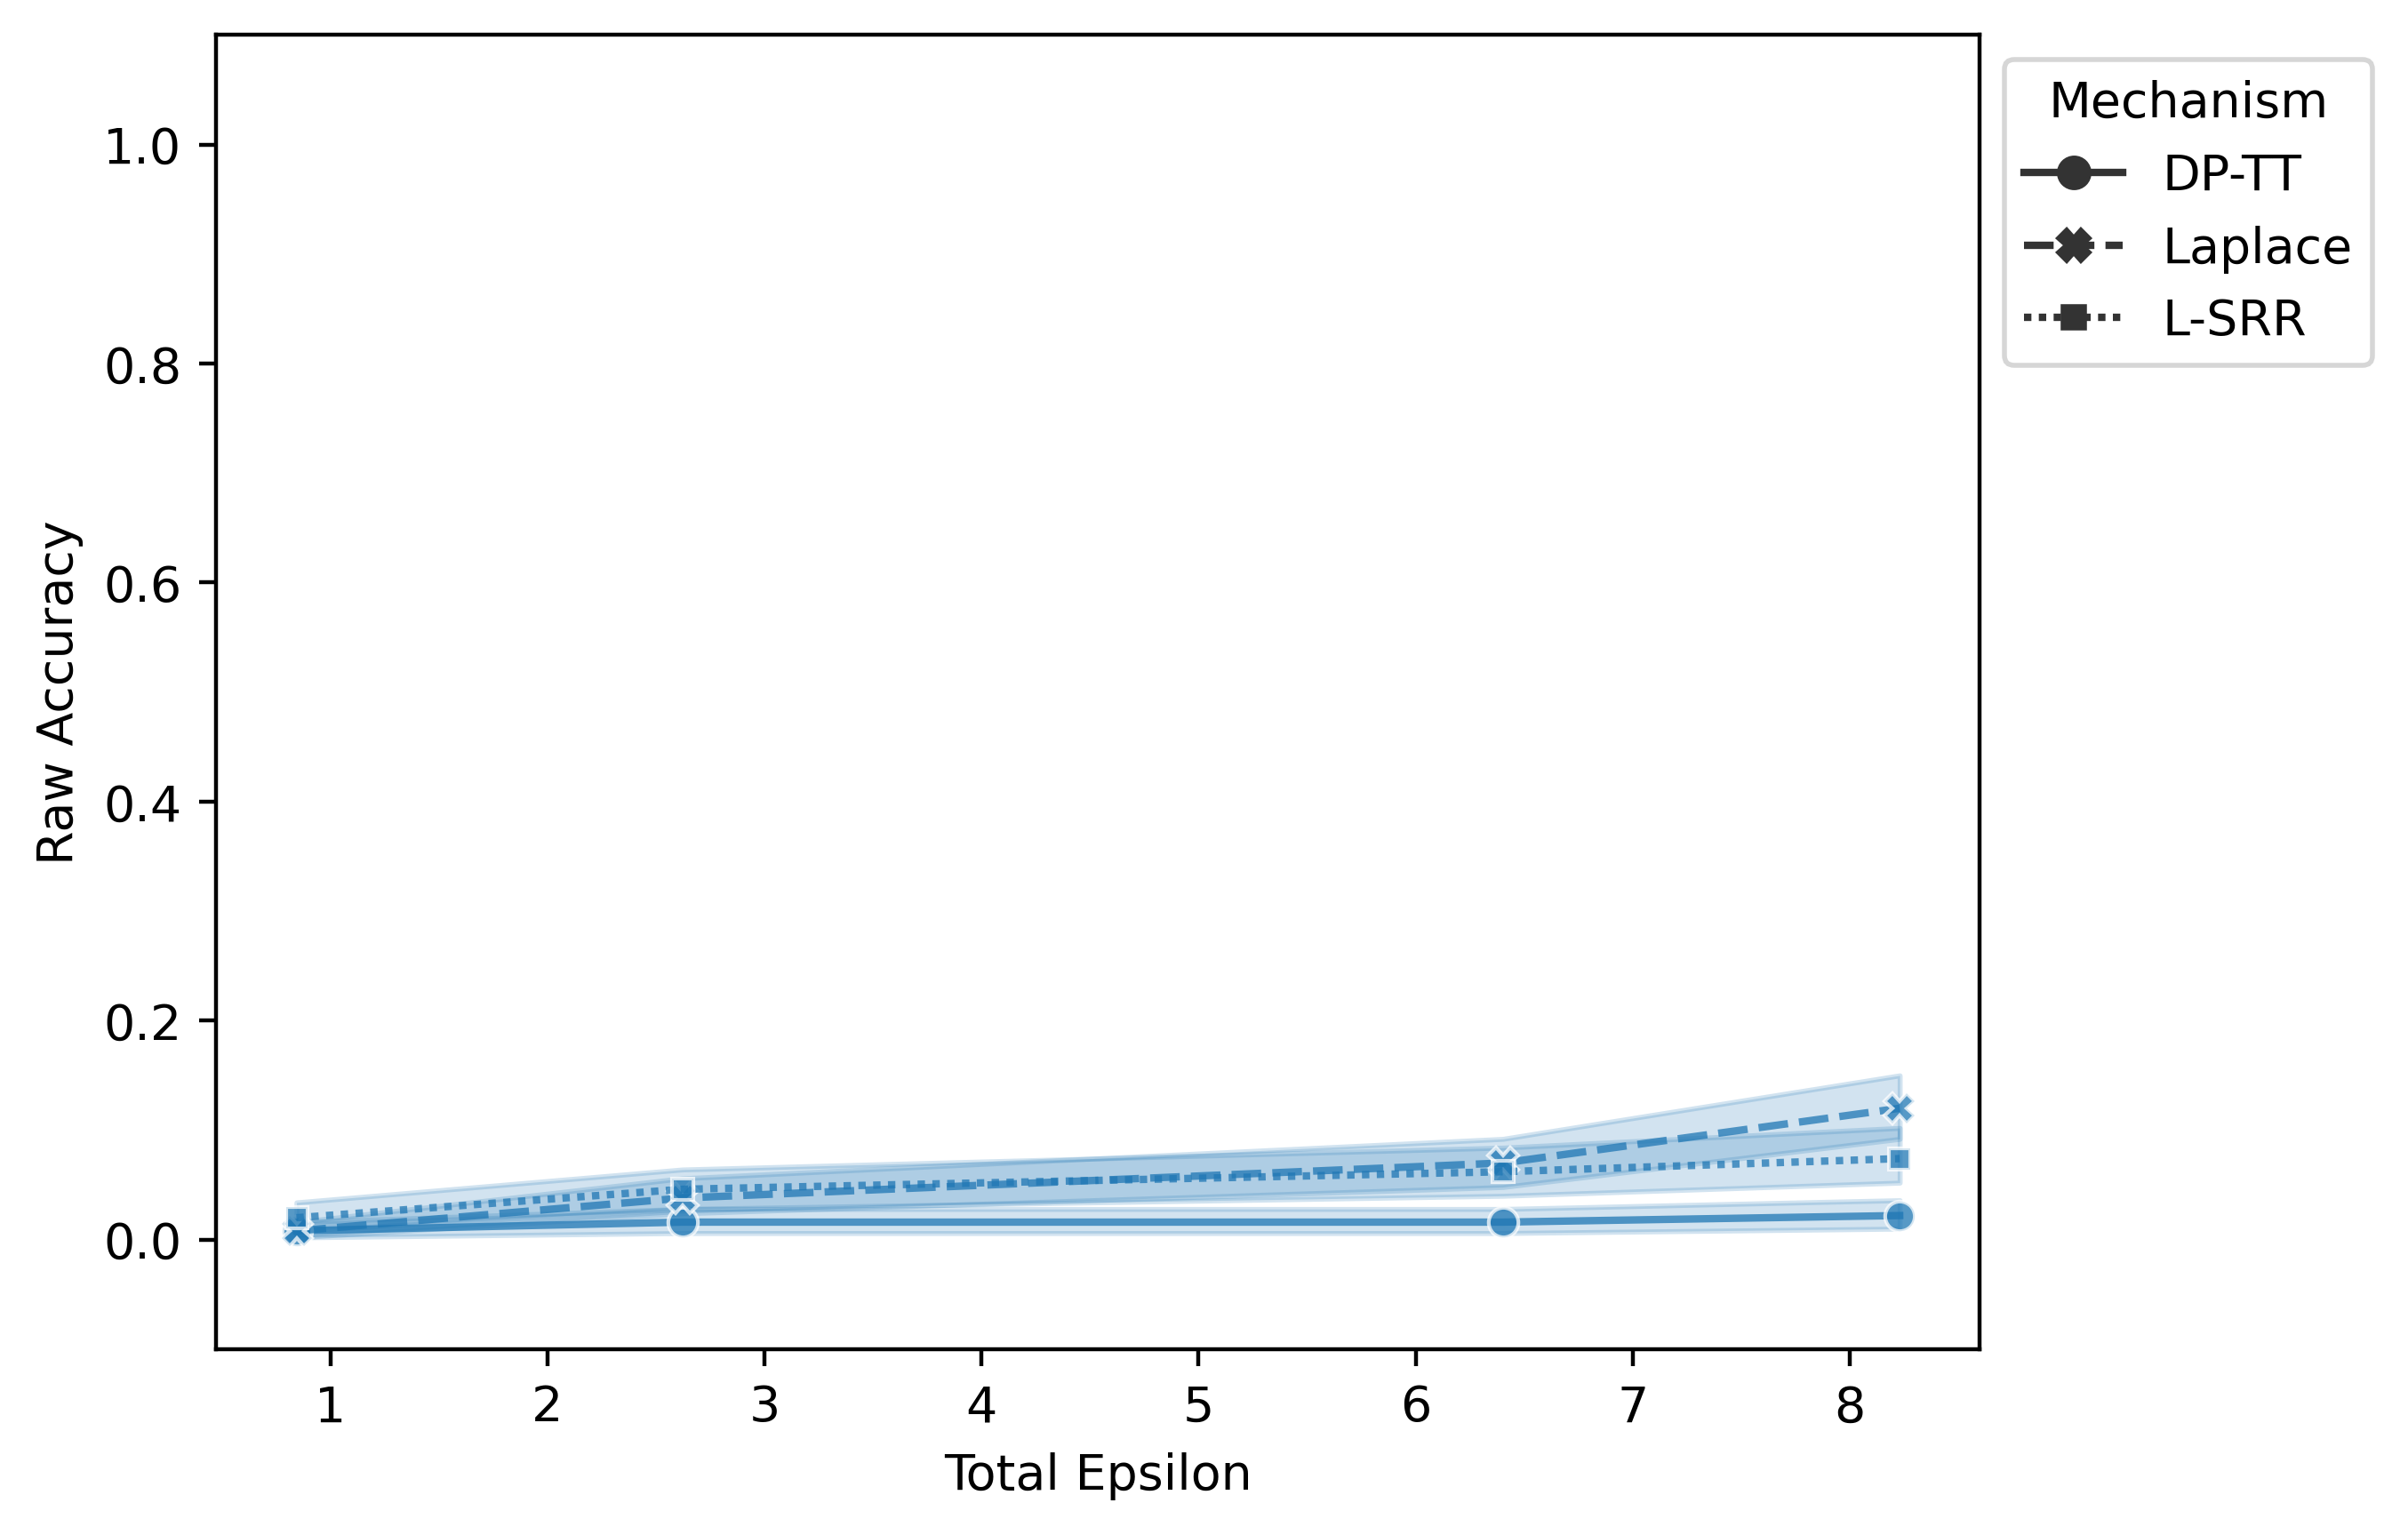 Mechanism
DP-TT
Laplace
L-SRR
Raw Accuracy
1.0
0.8
0.6
0.4
0.2
0.0
1 2 3 4 5 6 7 8
Total Epsilon